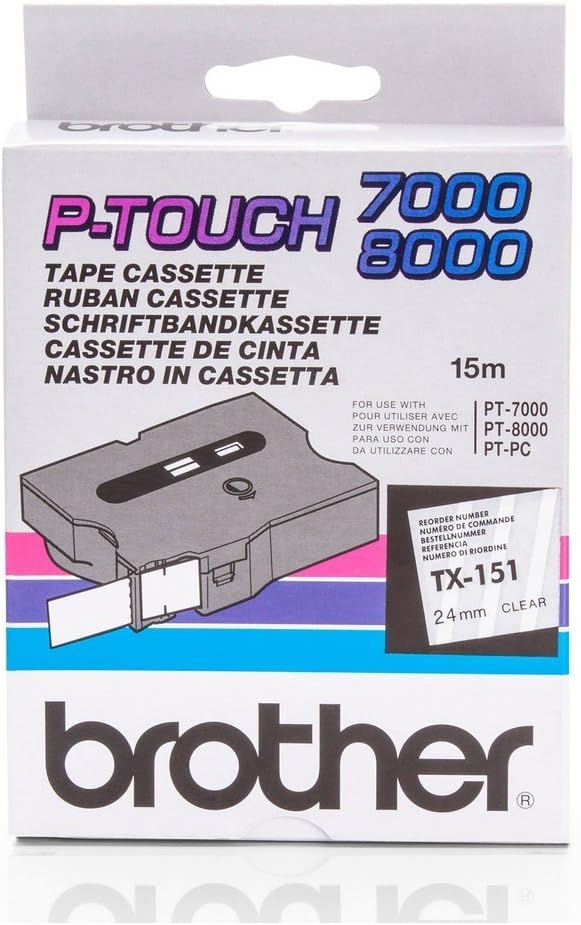 brother
P-TOUCH 7000
8000
TAPE CASSETTE
RUBAN CASSETTE
SCHRIFTBANDKASSETTE
CASSETTE DE CINTA
NASTRO IN CASSETTA
15m
FOR USE WITH
POUR UTILISER AVEC
ZUR VERWENDUNG MIT
PARA USO CON
DA UTILIZZARE CON
PT-7000
PT-8000
PT-PC
REORDER NUMBER
NUMÉRO DE COMMANDE
BESTELLNUMMER
REFERENCIA
NUMERO DI RIORDINE
TX-151
24mm CLEAR
brother®